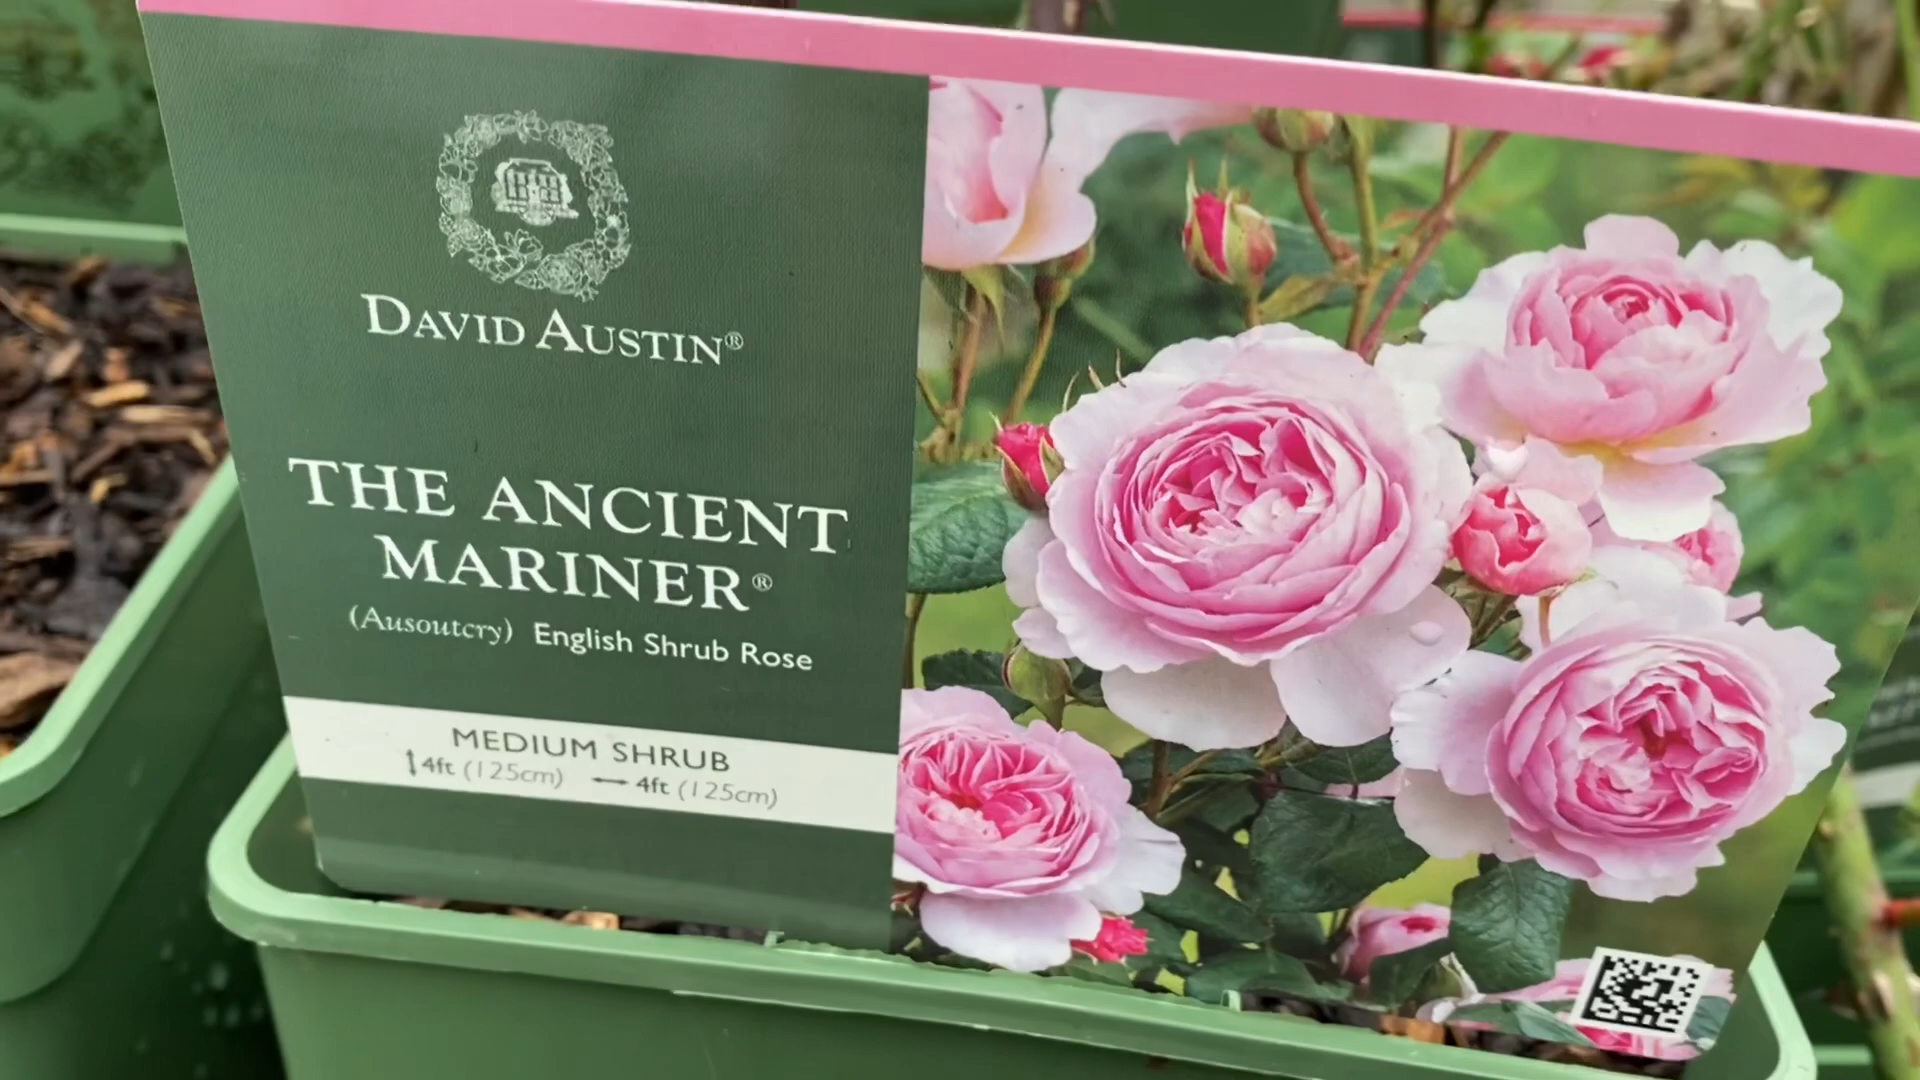 DAVID AUSTIN®
THE ANCIENT
MARINER®
(Ausoutcry) English Shrub Rose
MEDIUM SHRUB
4ft (125cm) 4ft (125cm)